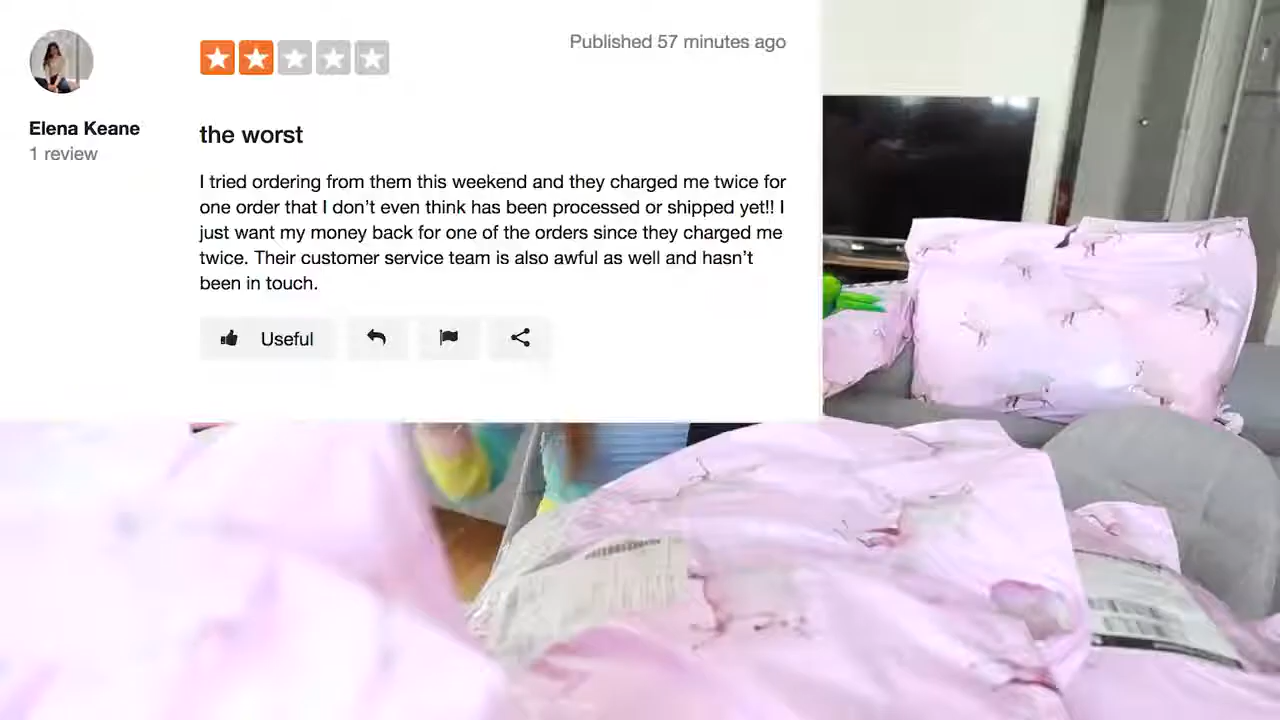 Published 57 minutes ago
Elena Keane
1 review
the worst
I tried ordering from them this weekend and they charged me twice for
one order that I don’t even think has been processed or shipped yet!! I
just want my money back for one of the orders since they charged me
twice. Their customer service team is also awful as well and hasn’t
been in touch.
Useful